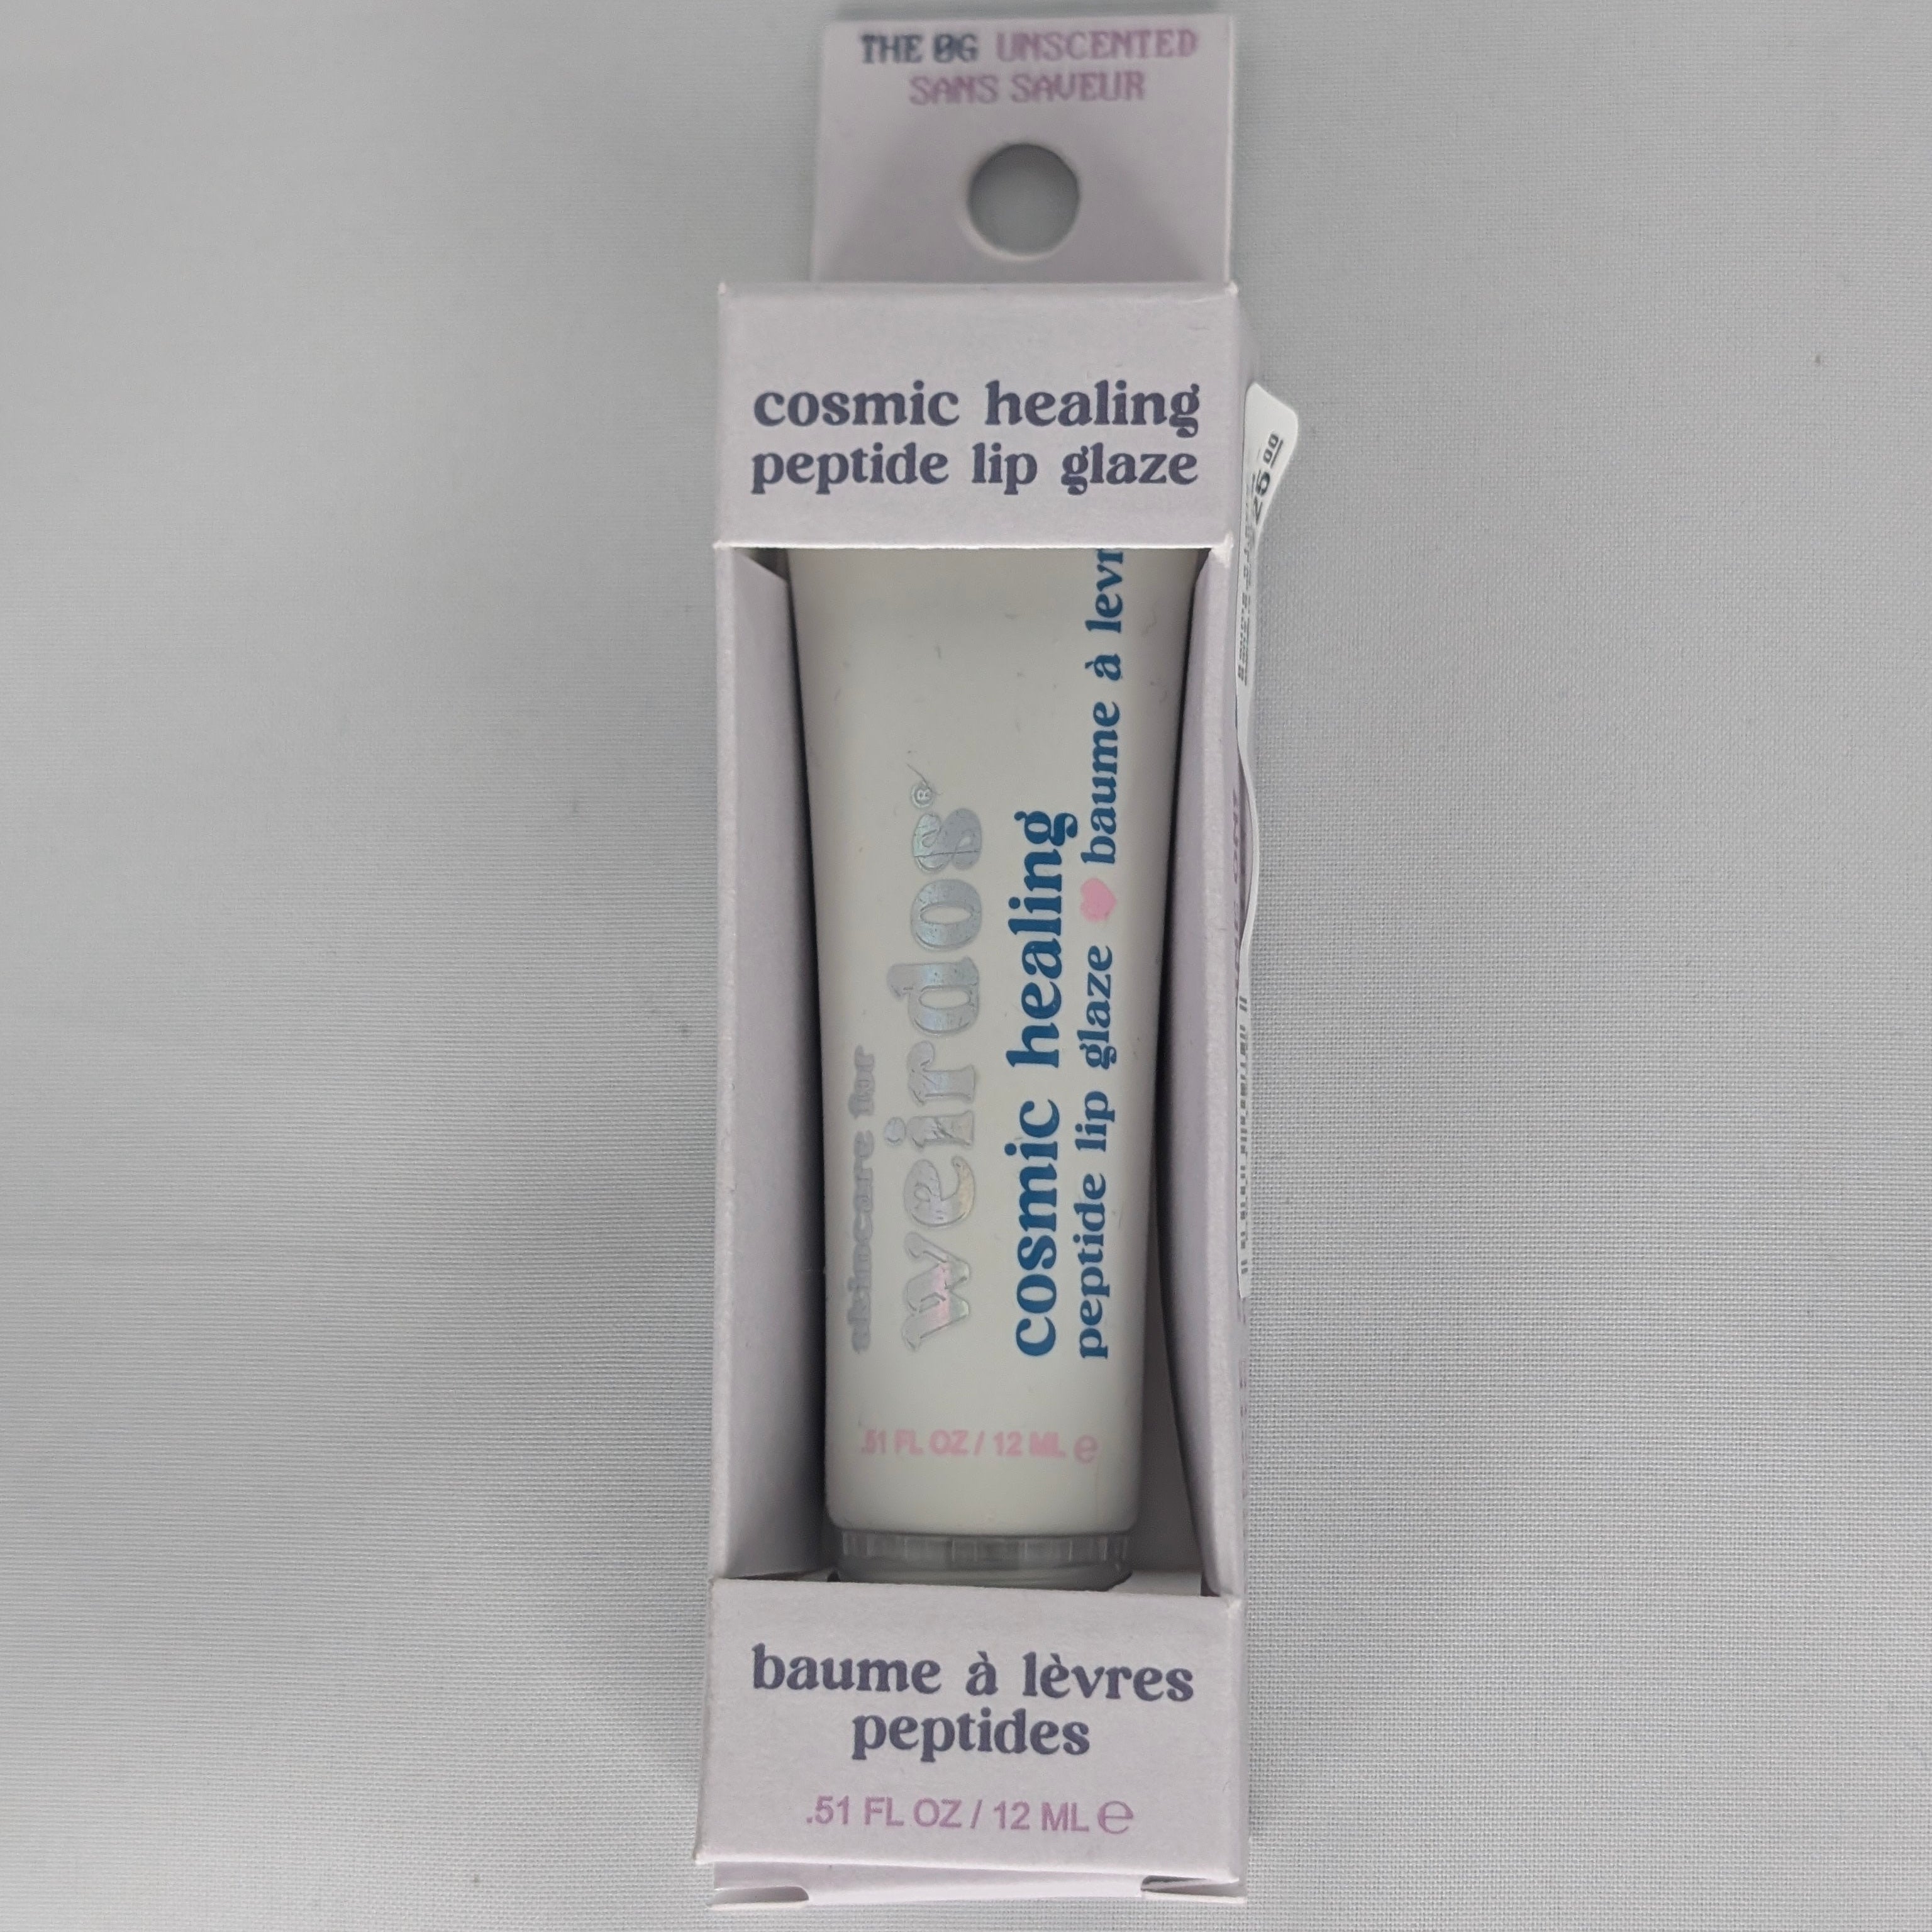 THE OG UNSCENTED
SANS SAVEUR
cosmic healing
peptide lip glaze
skincare for
weirdos®
cosmic healing
peptide lip glaze ♥ baume à levr
.51 FL OZ / 12 ML ℮
baume à lèvres
peptides
.51 FL OZ / 12 ML ℮